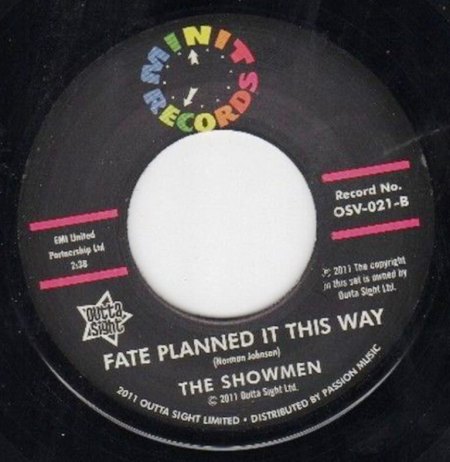 MINIT
RECORDS
Record No.
OSV-021-B
EMI United
Partnership Ltd
2:38
℗ 2011 The copyright
in this yat is owned by
Outta Sight Ltd.
Outta
Sight
FATE PLANNED IT THIS WAY
(Norman Johnson)
THE SHOWMEN
© 2011 Outta Sight Ltd.
2011 OUTTA SIGHT LIMITED • DISTRIBUTED BY PASSION MUSIC